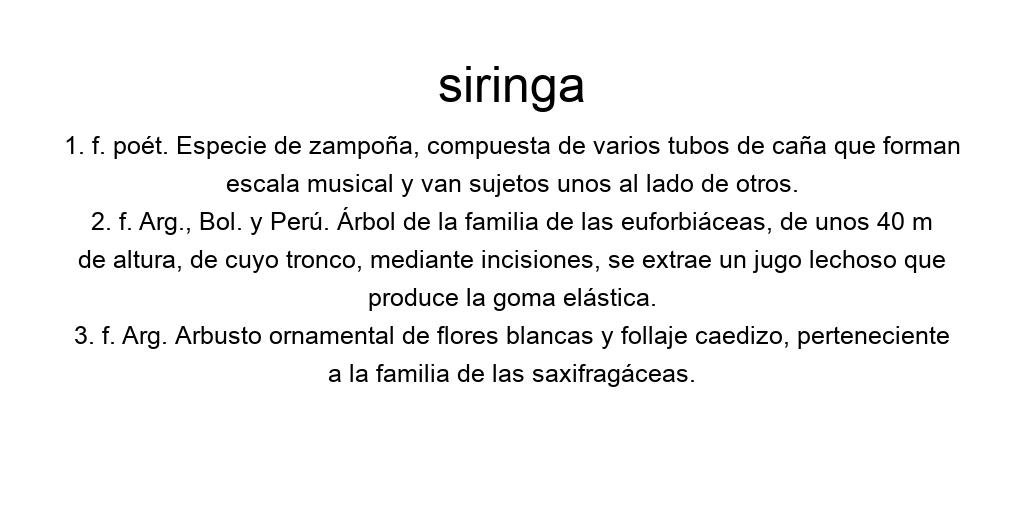 siringa
1. f. poét. Especie de zampoña, compuesta de varios tubos de caña que forman
escala musical y van sujetos unos al lado de otros.
2. f. Arg., Bol. y Perú. Árbol de la familia de las euforbiáceas, de unos 40 m
de altura, de cuyo tronco, mediante incisiones, se extrae un jugo lechoso que
produce la goma elástica.
3. f. Arg. Arbusto ornamental de flores blancas y follaje caedizo, perteneciente
a la familia de las saxifragáceas.